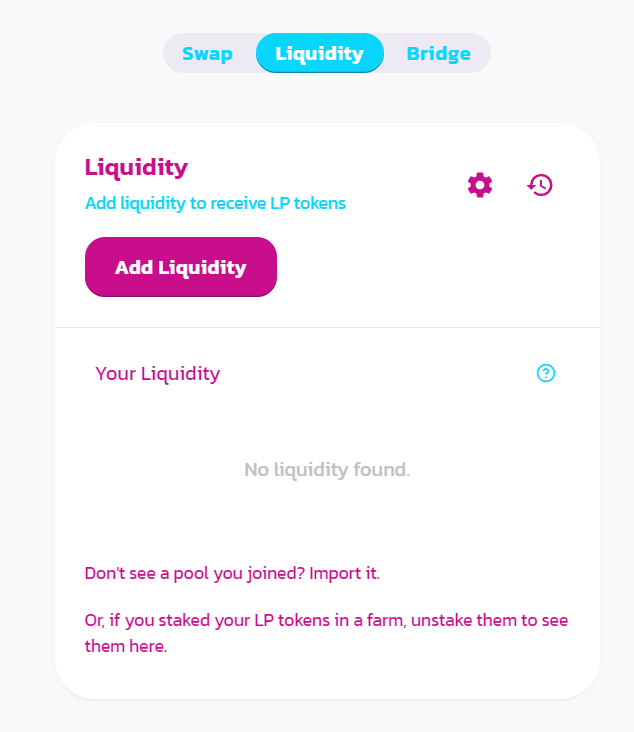 Swap
Liquidity
Bridge
Liquidity
Add liquidity to receive LP tokens
Add Liquidity
Your Liquidity
No liquidity found.
Don't see a pool you joined? Import it.
Or, if you staked your LP tokens in a farm, unstake them to see
them here.